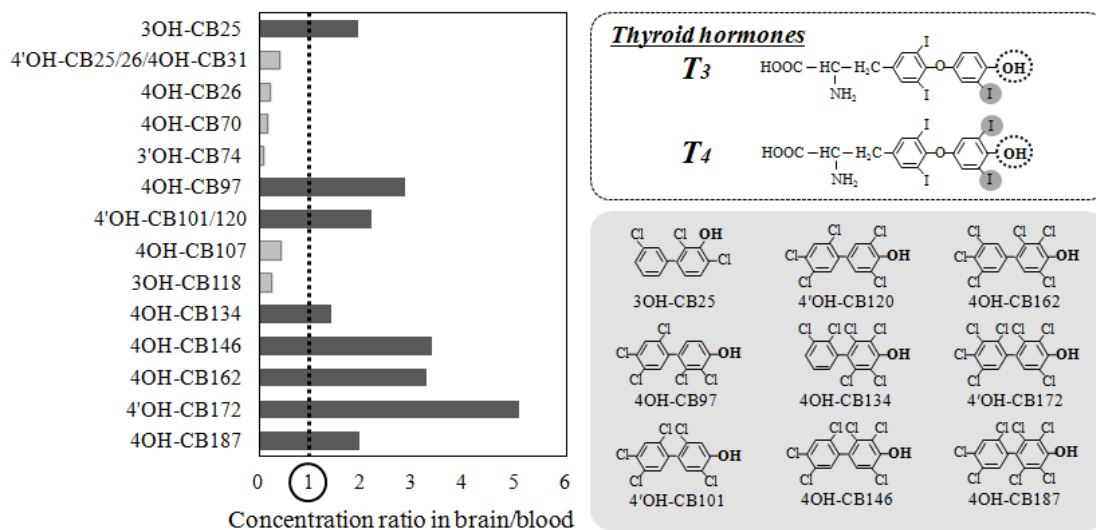 3OH-CB25
4'OH-CB25/26/4OH-CB31
4OH-CB26
4OH-CB70
3'OH-CB74
4OH-CB97
4'OH-CB101/120
4OH-CB107
3OH-CB118
4OH-CB134
4OH-CB146
4OH-CB162
4'OH-CB172
4OH-CB187
0 1 2 3 4 5 6
Concentration ratio in brain/blood
Thyroid hormones
T3
I I
HOOC-CH-H2C O OH
NH2 I I
T4
I I
HOOC-CH-H2C O OH
NH2 I I
Cl Cl OH
Cl
3OH-CB25
Cl Cl
Cl OH
Cl Cl
4'OH-CB120
Cl Cl Cl
Cl OH
Cl
4OH-CB162
Cl
Cl OH
Cl Cl Cl
4OH-CB97
Cl Cl Cl
OH
Cl Cl
4OH-CB134
Cl Cl Cl Cl
Cl OH
Cl
4'OH-CB172
Cl Cl
Cl OH
Cl Cl
4'OH-CB101
Cl Cl Cl
Cl OH
Cl Cl
4OH-CB146
Cl Cl Cl
Cl OH
Cl Cl Cl
4OH-CB187